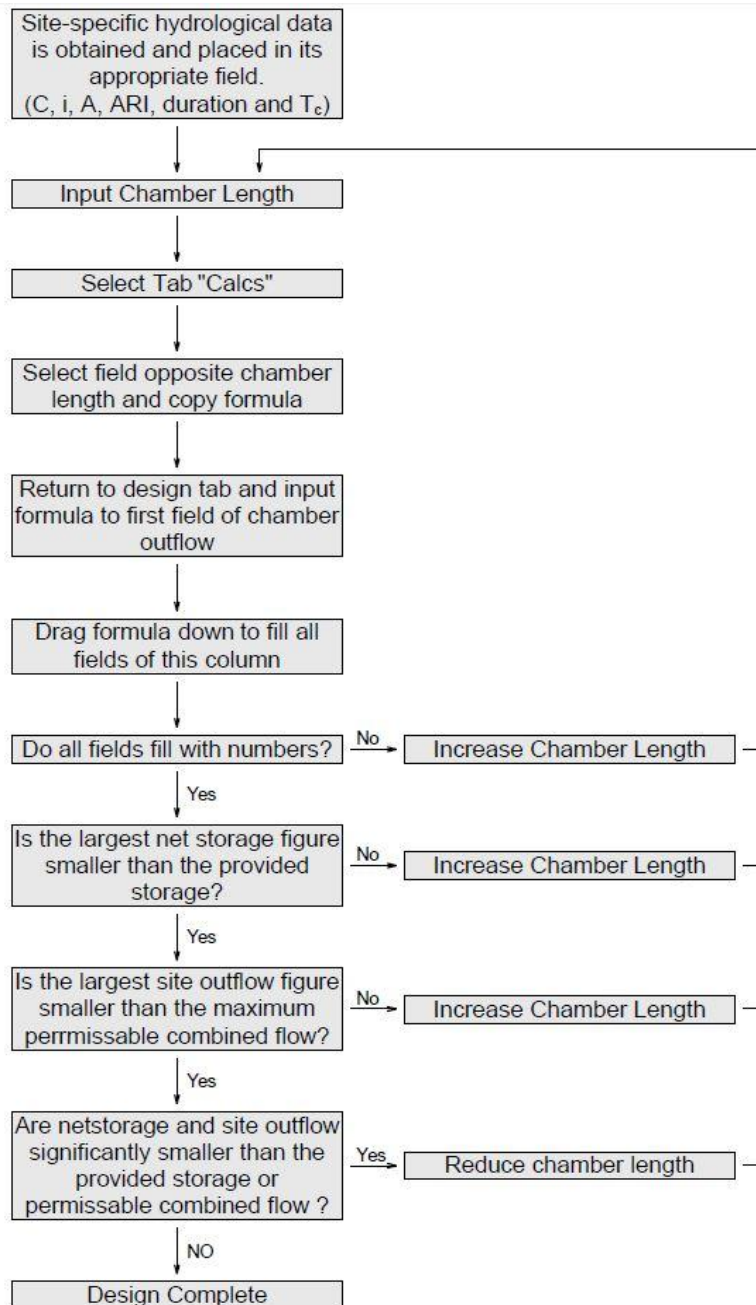 Site-specific hydrological data
is obtained and placed in its
appropriate field.
(C, i, A, ARI, duration and Tc)
Input Chamber Length
Select Tab "Calcs"
Select field opposite chamber
length and copy formula
Return to design tab and input
formula to first field of chamber
outflow
Drag formula down to fill all
fields of this column
Do all fields fill with numbers?
No
Increase Chamber Length
Yes
Is the largest net storage figure
smaller than the provided
storage?
No
Increase Chamber Length
Yes
Is the largest site outflow figure
smaller than the maximum
perrmissable combined flow?
No
Increase Chamber Length
Yes
Are netstorage and site outflow
significantly smaller than the
provided storage or
permissable combined flow ?
Yes
Reduce chamber length
NO
Design Complete